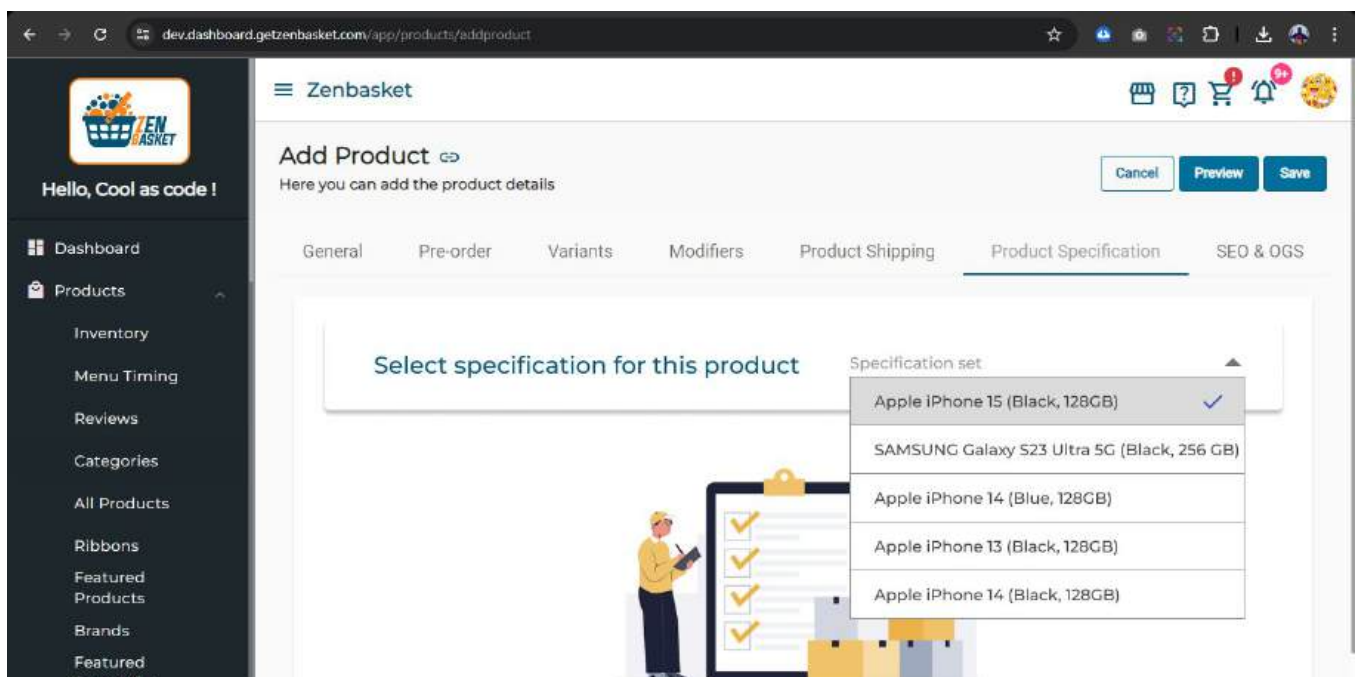 dev.dashboard.getzenbasket.com/app/products/addproduct
ZEN
BASKET
Hello, Cool as code !
Dashboard
Products
Inventory
Menu Timing
Reviews
Categories
All Products
Ribbons
Featured
Products
Brands
Featured
Zenbasket
9+
Add Product
Here you can add the product details
Cancel
Preview
Save
General
Pre-order
Variants
Modifiers
Product Shipping
Product Specification
SEO & OGS
Select specification for this product
Specification set
Apple iPhone 15 (Black, 128GB)
SAMSUNG Galaxy S23 Ultra 5G (Black, 256 GB)
Apple iPhone 14 (Blue, 128GB)
Apple iPhone 13 (Black, 128GB)
Apple iPhone 14 (Black, 128GB)